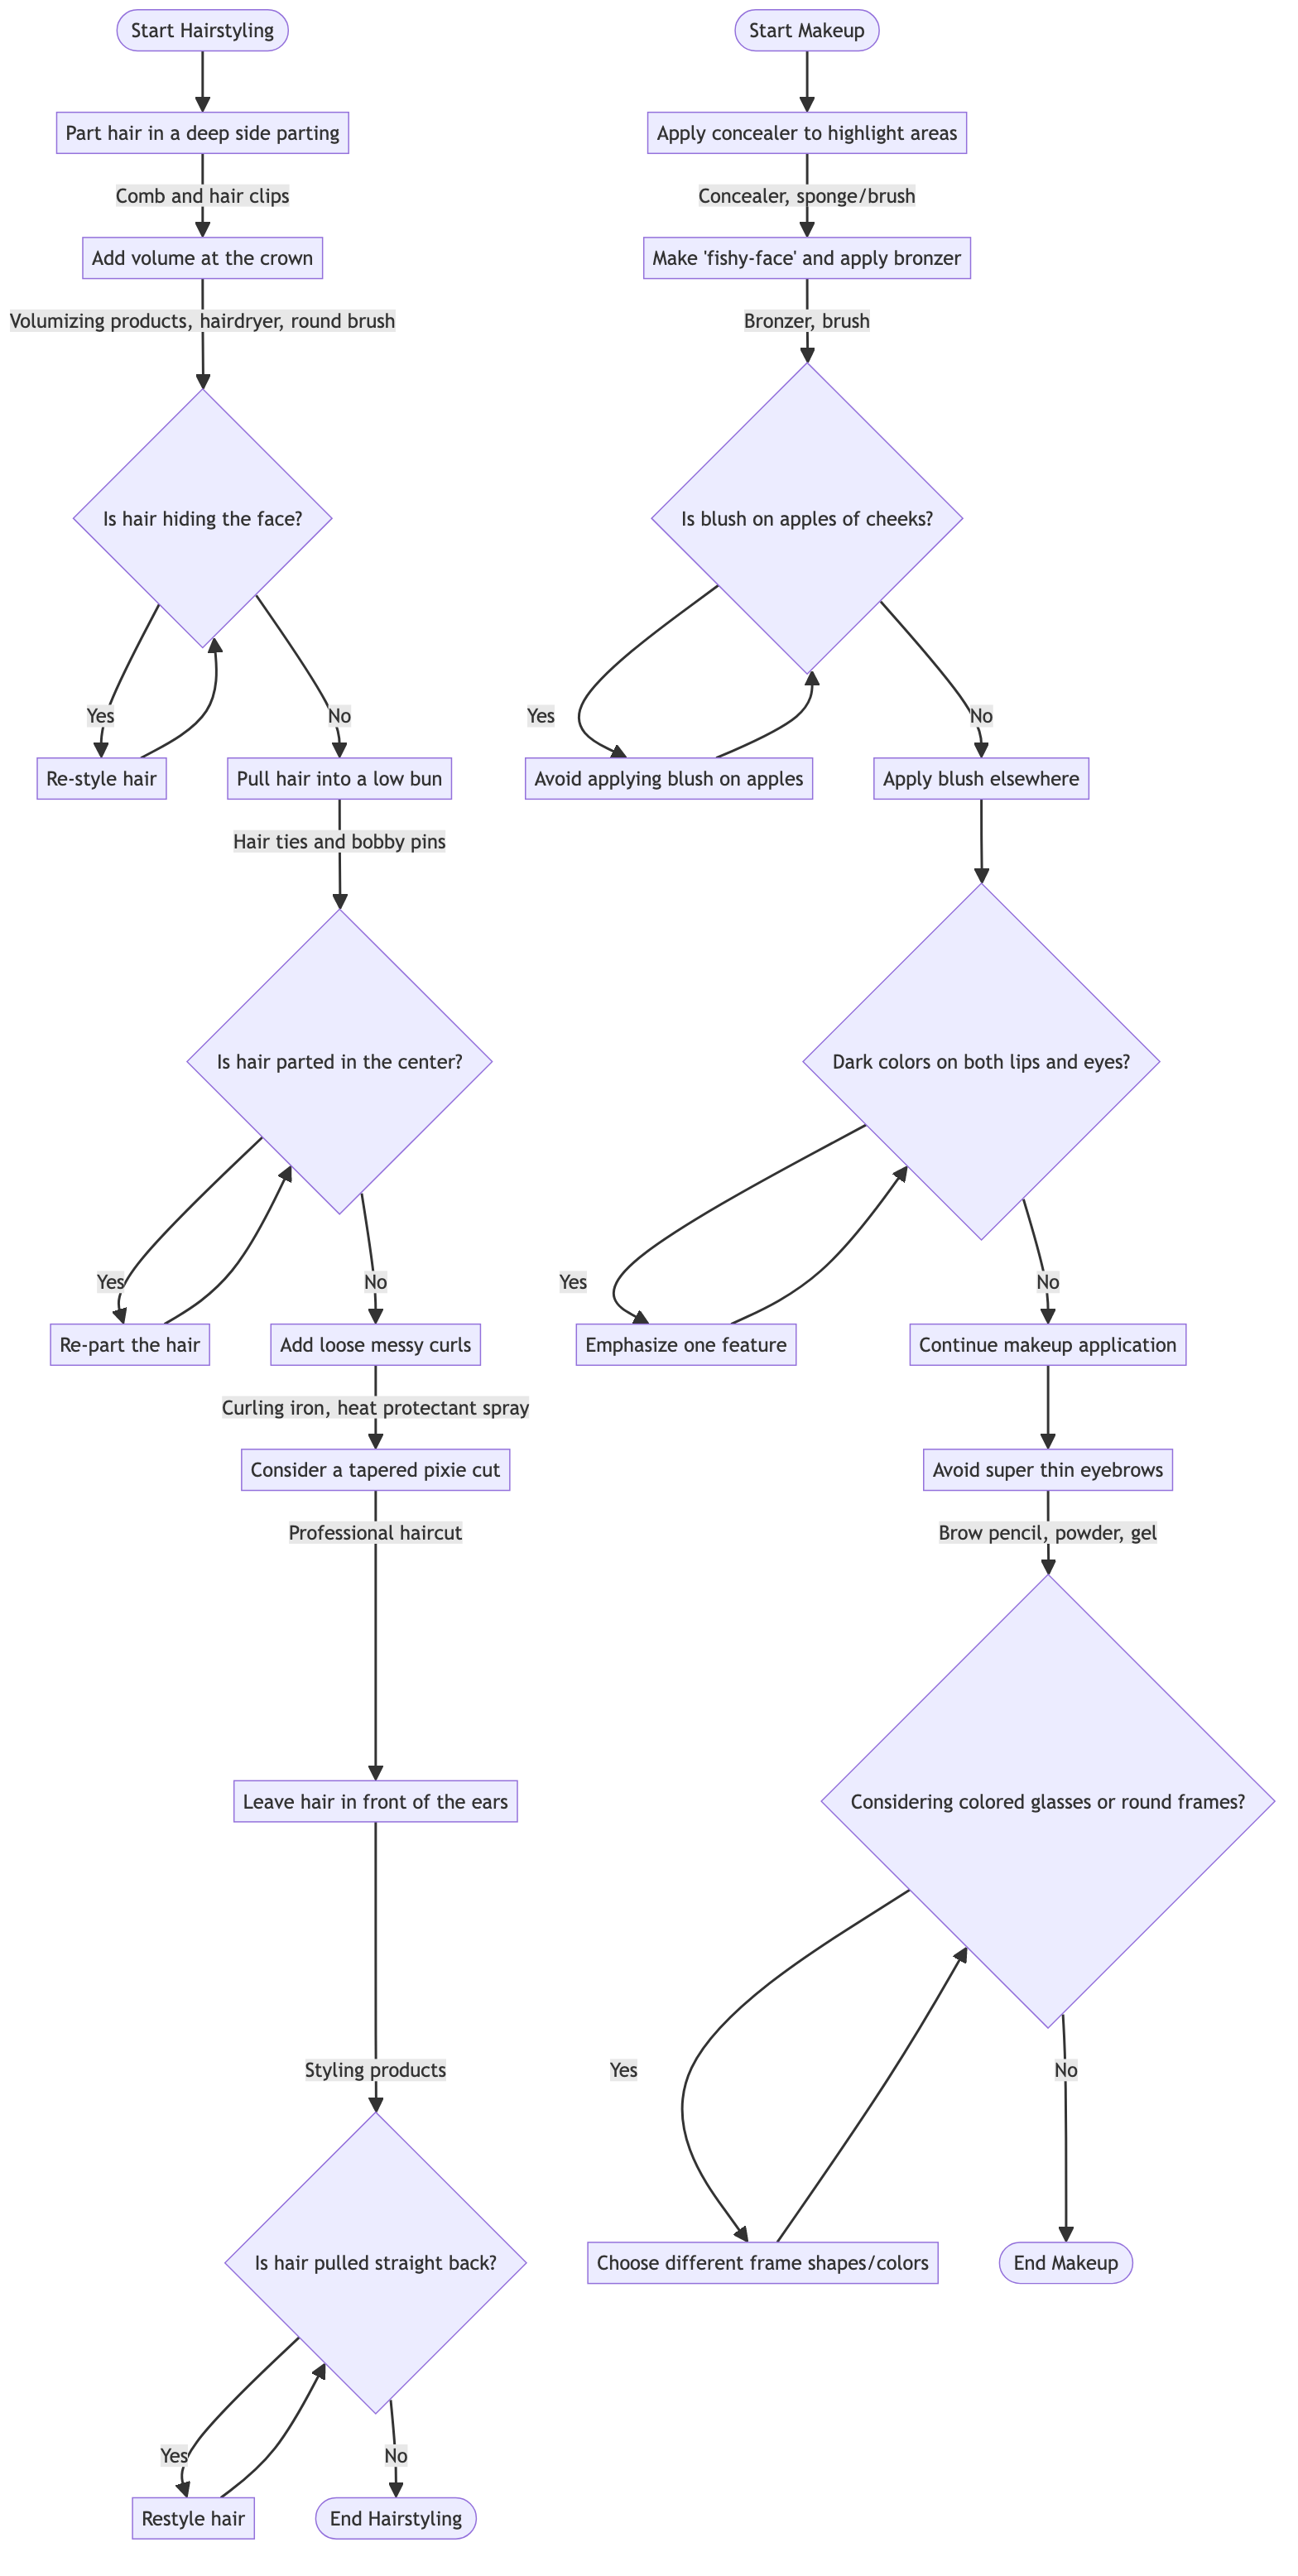 Start Hairstyling
Part hair in a deep side parting
Comb and hair clips
Add volume at the crown
Volumizing products, hairdryer, round brush
Is hair hiding the face?
Yes
No
Re-style hair
Pull hair into a low bun
Hair ties and bobby pins
Is hair parted in the center?
Yes
No
Re-part the hair
Add loose messy curls
Curling iron, heat protectant spray
Consider a tapered pixie cut
Professional haircut
Leave hair in front of the ears
Styling products
Is hair pulled straight back?
Yes
No
Restyle hair
End Hairstyling
Start Makeup
Apply concealer to highlight areas
Concealer, sponge/brush
Make 'fishy-face' and apply bronzer
Bronzer, brush
Is blush on apples of cheeks?
Yes
No
Avoid applying blush on apples
Apply blush elsewhere
Dark colors on both lips and eyes?
Yes
No
Emphasize one feature
Continue makeup application
Avoid super thin eyebrows
Brow pencil, powder, gel
Considering colored glasses or round frames?
Yes
No
Choose different frame shapes/colors
End Makeup